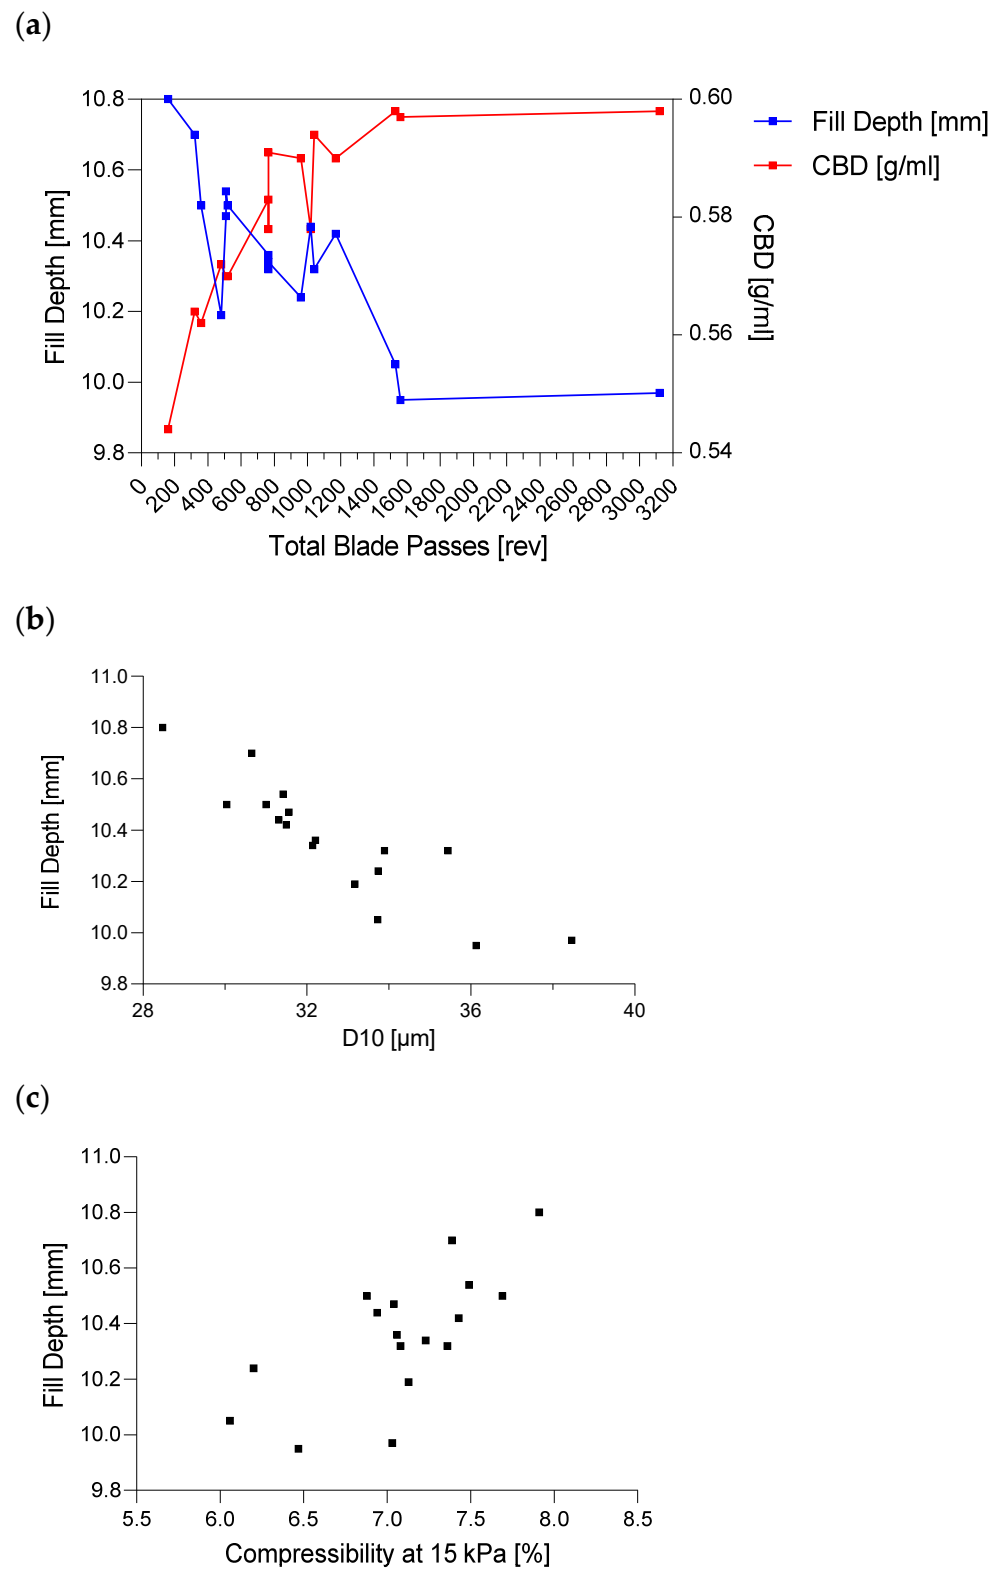 (a)
10.8
10.6
10.4
10.2
10.0
9.8
Fill Depth [mm]
0.60
0.58
0.56
0.54
CBD [g/ml]
Fill Depth [mm]
CBD [g/ml]
0 200 400 600 800 1000 1200 1400 1600 1800 2000 2200 2400 2600 2800 3000 3200
Total Blade Passes [rev]
(b)
11.0
10.8
10.6
10.4
10.2
10.0
9.8
Fill Depth [mm]
28 32 36 40
D10 [µm]
(c)
11.0
10.8
10.6
10.4
10.2
10.0
9.8
Fill Depth [mm]
5.5 6.0 6.5 7.0 7.5 8.0 8.5
Compressibility at 15 kPa [%]